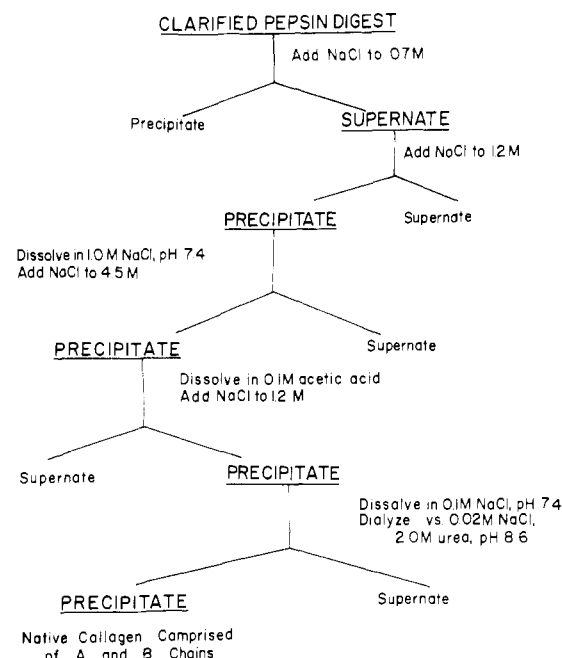 CLARIFIED PEPSIN DIGEST
Add NaCl to 0.7M
Precipitate
SUPERNATE
Add NaCl to 1.2M
PRECIPITATE
Supernate
Dissolve in 1.0M NaCl, pH 7.4
Add NaCl to 4.5M
PRECIPITATE
Supernate
Dissolve in 0.1M acetic acid
Add NaCl to 1.2 M
Supernate
PRECIPITATE
Dissolve in 0.1M NaCl, pH 7.4
Dialyze vs. 0.02M NaCl,
2.0M urea, pH 8.6
PRECIPITATE
Supernate
Native Collagen Comprised
of A and B Chains